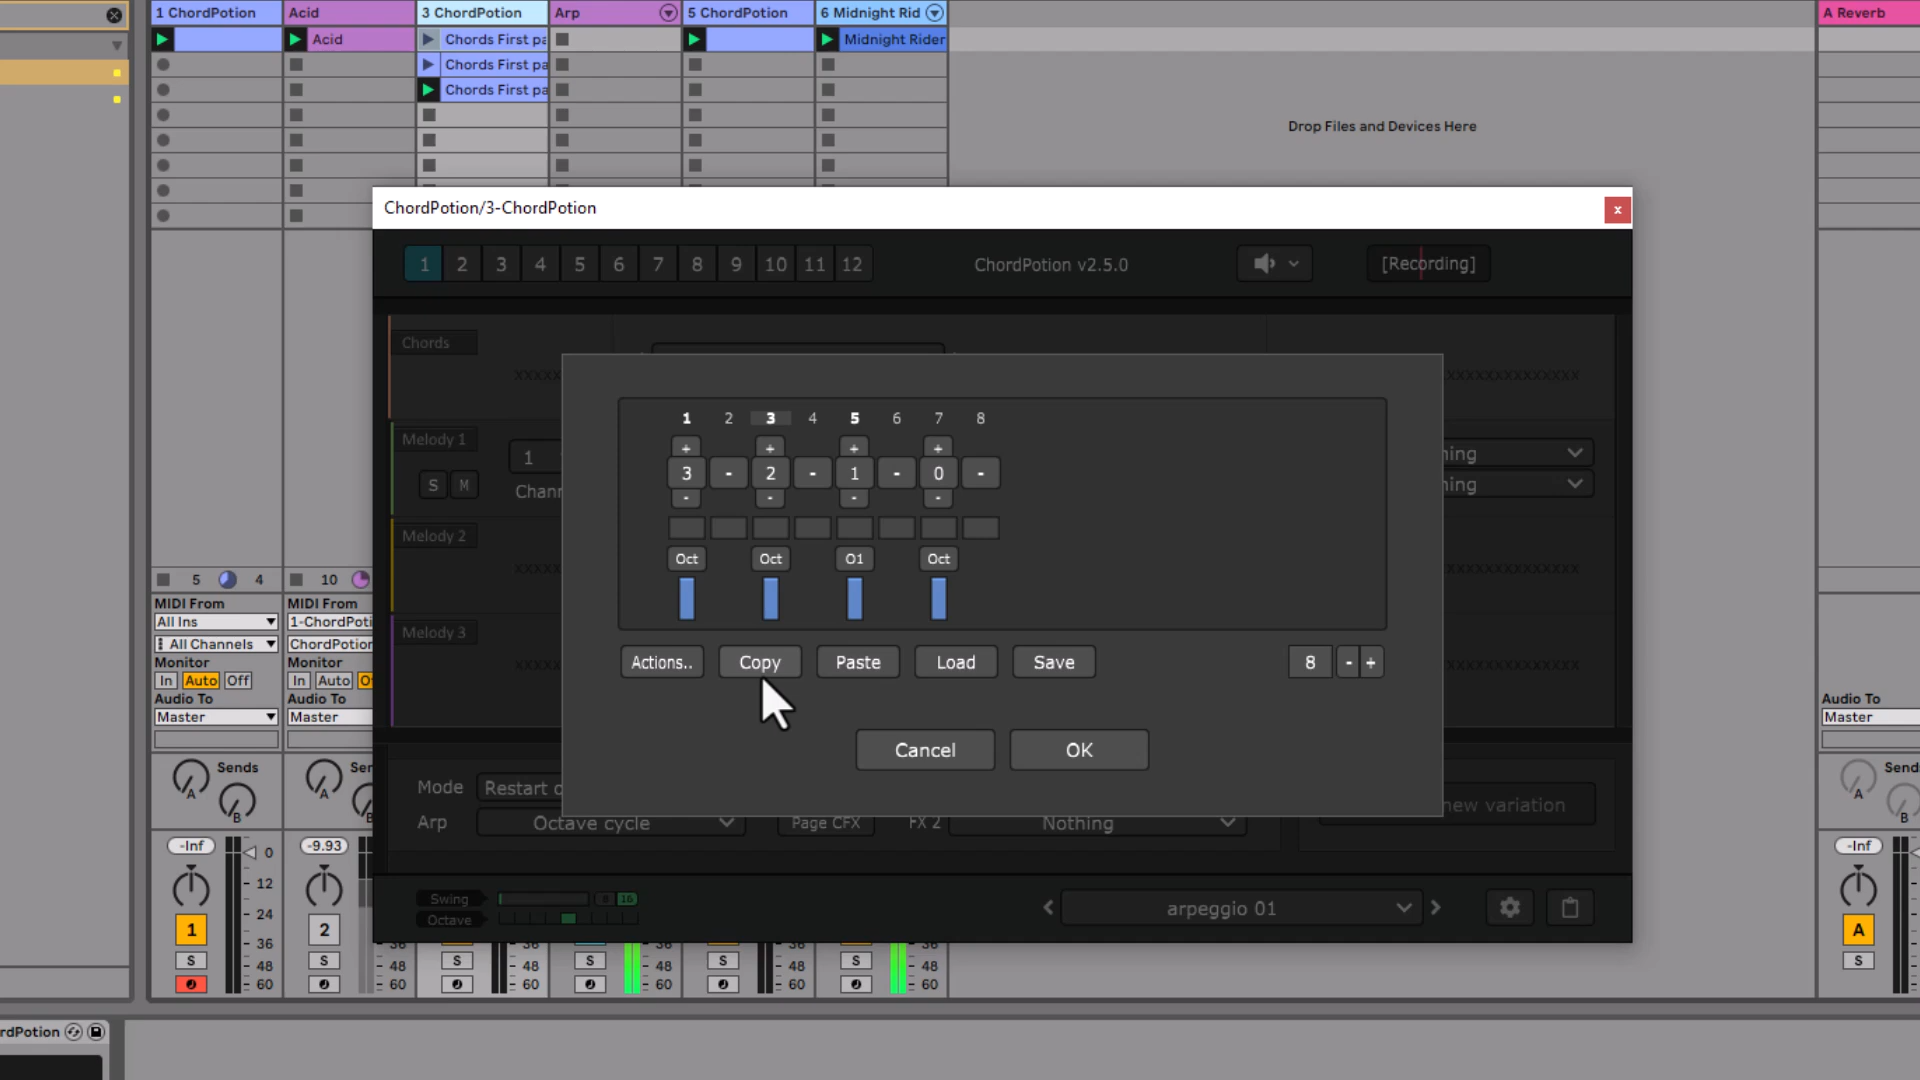 1 ChordPotion Acid 3 ChordPotion Arp 5 ChordPotion 6 Midnight Rid A Reverb
Acid Chords First pa Midnight Rider
Chords First pa
Chords First pa
Drop Files and Devices Here
ChordPotion/3-ChordPotion x
1 2 3 4 5 6 7 8 9 10 11 12 ChordPotion v2.5.0 [Recording]
Chords
1 2 3 4 5 6 7 8
Melody 1
+ + + +
1 3 - 2 - 1 - 0 - ning
S M - - - - ning
Chann
Melody 2
Oct Oct O1 Oct
5 4 10
MIDI From MIDI From
All Ins 1-ChordPoti
All Channels ChordPotion
Melody 3
Monitor Monitor
In Auto Off In Auto O
Actions.. Copy Paste Load Save 8 - +
Audio To Audio To Audio To
Master Master Master
Cancel OK
Sends Sen Sends
A B A A B
Mode Restart o new variation
Arp Octave cycle Page CFX FX 2 Nothing
-Inf 0 -9.93 -Inf
12
24
36
48
60
Swing 8 16
Octave
arpeggio 01
1 2 A
36 36 36 36 36
S S 48 S 48 S 48 S 48 S 48 S
60 60 60 60 60
rdPotion